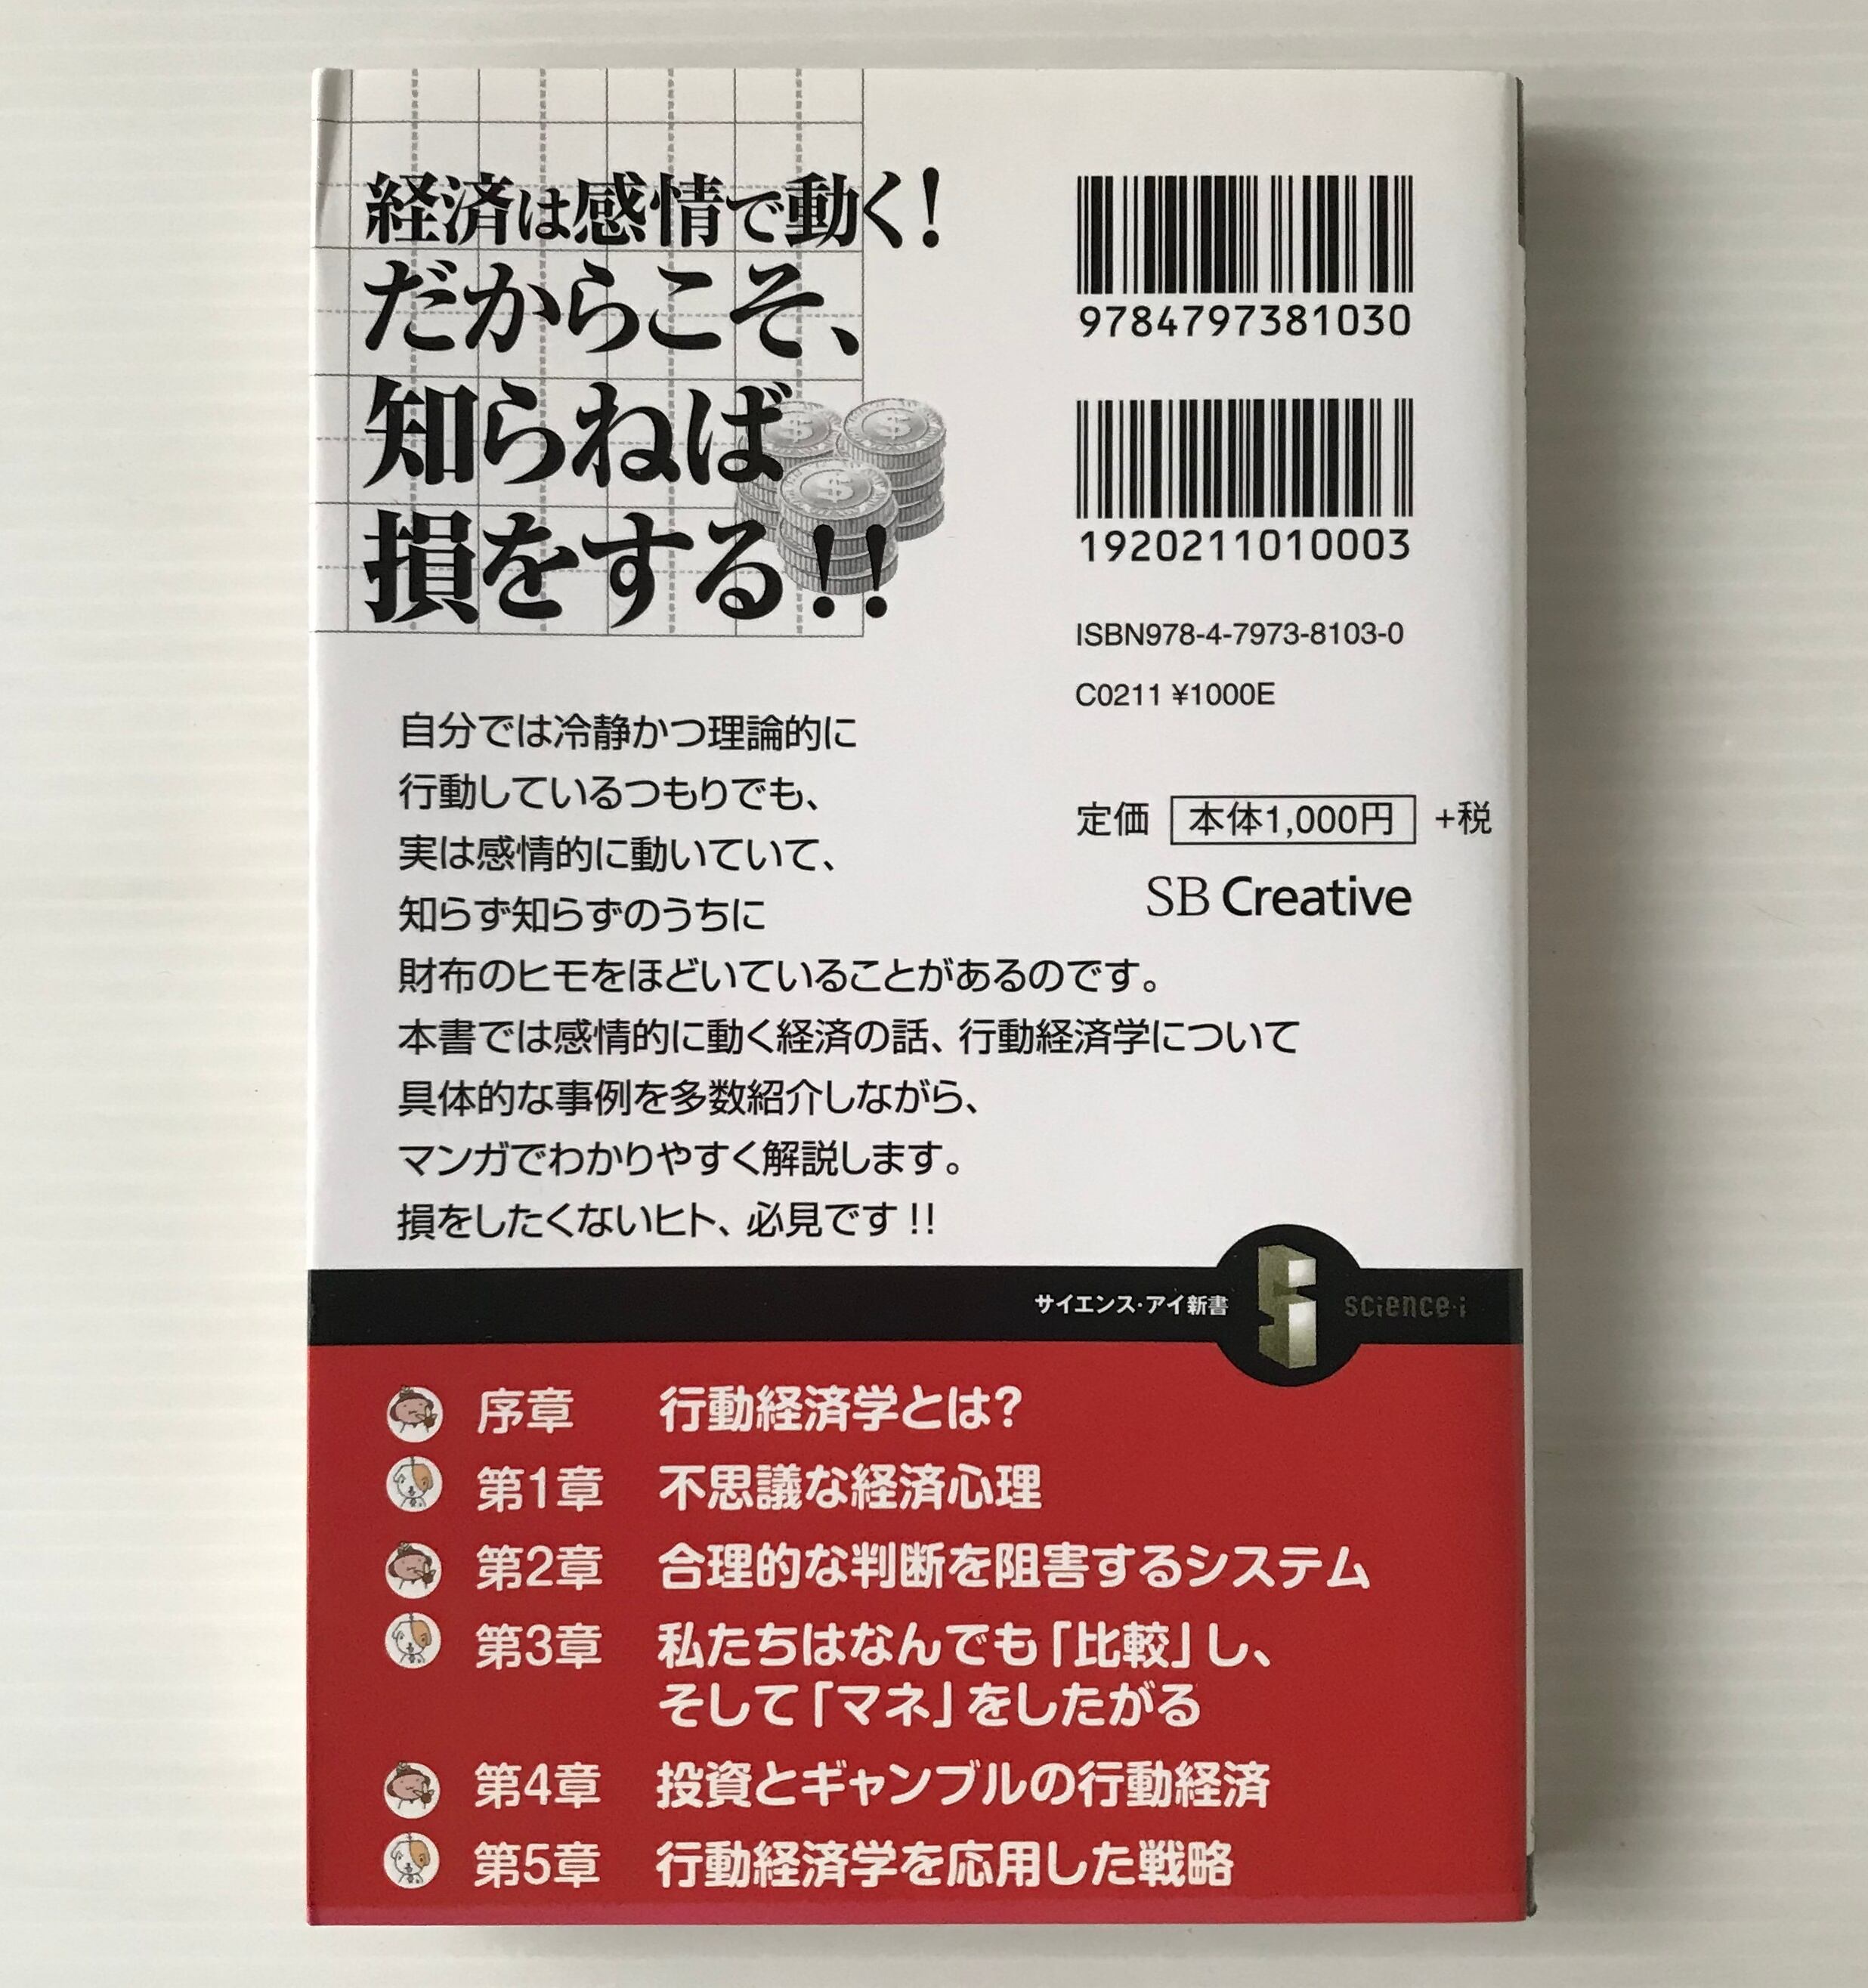 経済は感情で動く!
だからこそ、
知らねば
損をする!!
9784797381030
1920211010003
ISBN978-4-7973-8103-0
C0211 ¥1000E
定価 本体1,000円 +税
SB Creative
自分では冷静かつ理論的に
行動しているつもりでも、
実は感情的に動いていて、
知らず知らずのうちに
財布のヒモをほどいていることがあるのです。
本書では感情的に動く経済の話、行動経済学について
具体的な事例を多数紹介しながら、
マンガでわかりやすく解説します。
損をしたくないヒト、必見です!!
サイエンス・アイ新書 Si science・i
序章 行動経済学とは?
第1章 不思議な経済心理
第2章 合理的な判断を阻害するシステム
第3章 私たちはなんでも「比較」し、
そして「マネ」をしたがる
第4章 投資とギャンブルの行動経済
第5章 行動経済学を応用した戦略